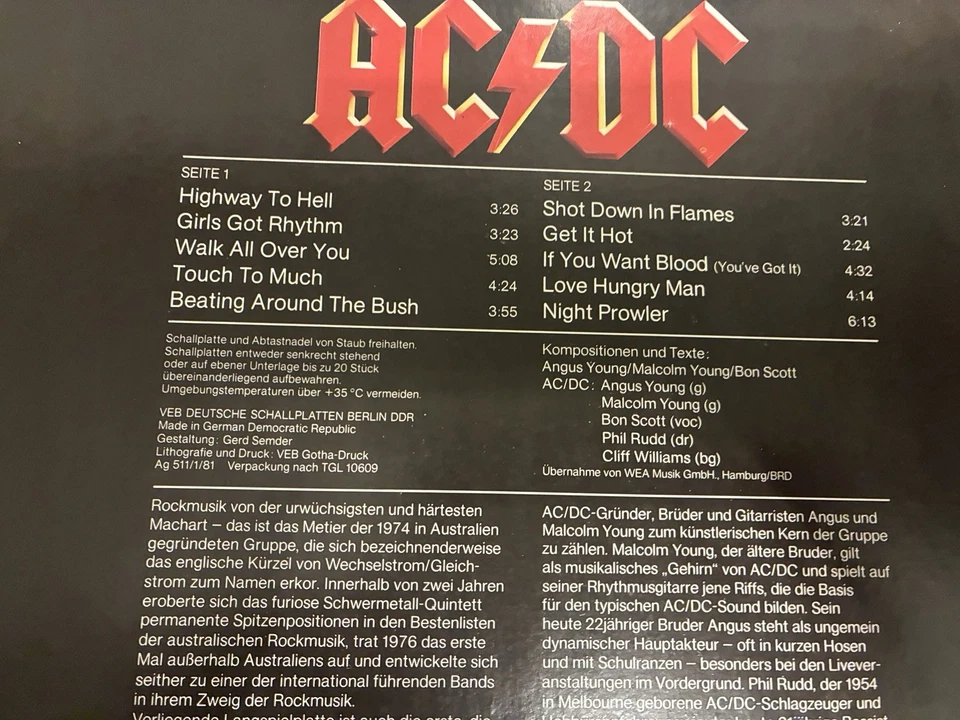 AC/DC
SEITE 1
Highway To Hell 3:26
Girls Got Rhythm 3:23
Walk All Over You 5:08
Touch To Much 4:24
Beating Around The Bush 3:55
SEITE 2
Shot Down In Flames 3:21
Get It Hot 2:24
If You Want Blood (You've Got It) 4:32
Love Hungry Man 4:14
Night Prowler 6:13
Schallplatte und Abtastnadel von Staub freihalten.
Schallplatten entweder senkrecht stehend
oder auf ebener Unterlage bis zu 20 Stück
übereinanderliegend aufbewahren.
Umgebungstemperaturen über +35 °C vermeiden.
VEB DEUTSCHE SCHALLPLATTEN BERLIN DDR
Made in German Democratic Republic
Gestaltung: Gerd Semder
Lithografie und Druck: VEB Gotha-Druck
Ag 511/1/81 Verpackung nach TGL 10609
Kompositionen und Texte:
Angus Young/Malcolm Young/Bon Scott
AC/DC: Angus Young (g)
Malcolm Young (g)
Bon Scott (voc)
Phil Rudd (dr)
Cliff Williams (bg)
Übernahme von WEA Musik GmbH., Hamburg/BRD
Rockmusik von der urwüchsigsten und härtesten
Machart – das ist das Metier der 1974 in Australien
gegründeten Gruppe, die sich bezeichnenderweise
das englische Kürzel von Wechselstrom/Gleich-
strom zum Namen erkor. Innerhalb von zwei Jahren
eroberte sich das furiose Schwermetall-Quintett
permanente Spitzenpositionen in den Bestenlisten
der australischen Rockmusik, trat 1976 das erste
Mal außerhalb Australiens auf und entwickelte sich
seither zu einer der international führenden Bands
in ihrem Zweig der Rockmusik.
Vorliegende Langspielplatte ist auch die erste, die
AC/DC-Gründer, Brüder und Gitarristen Angus und
Malcolm Young zum künstlerischen Kern der Gruppe
zu zählen. Malcolm Young, der ältere Bruder, gilt
als musikalisches „Gehirn" von AC/DC und spielt auf
seiner Rhythmusgitarre jene Riffs, die die Basis
für den typischen AC/DC-Sound bilden. Sein
heute 22jähriger Bruder Angus steht als ungemein
dynamischer Hauptakteur – oft in kurzen Hosen
und mit Schulranzen – besonders bei den Livever-
anstaltungen im Vordergrund. Phil Rudd, der 1954
in Melbourne geborene AC/DC-Schlagzeuger und